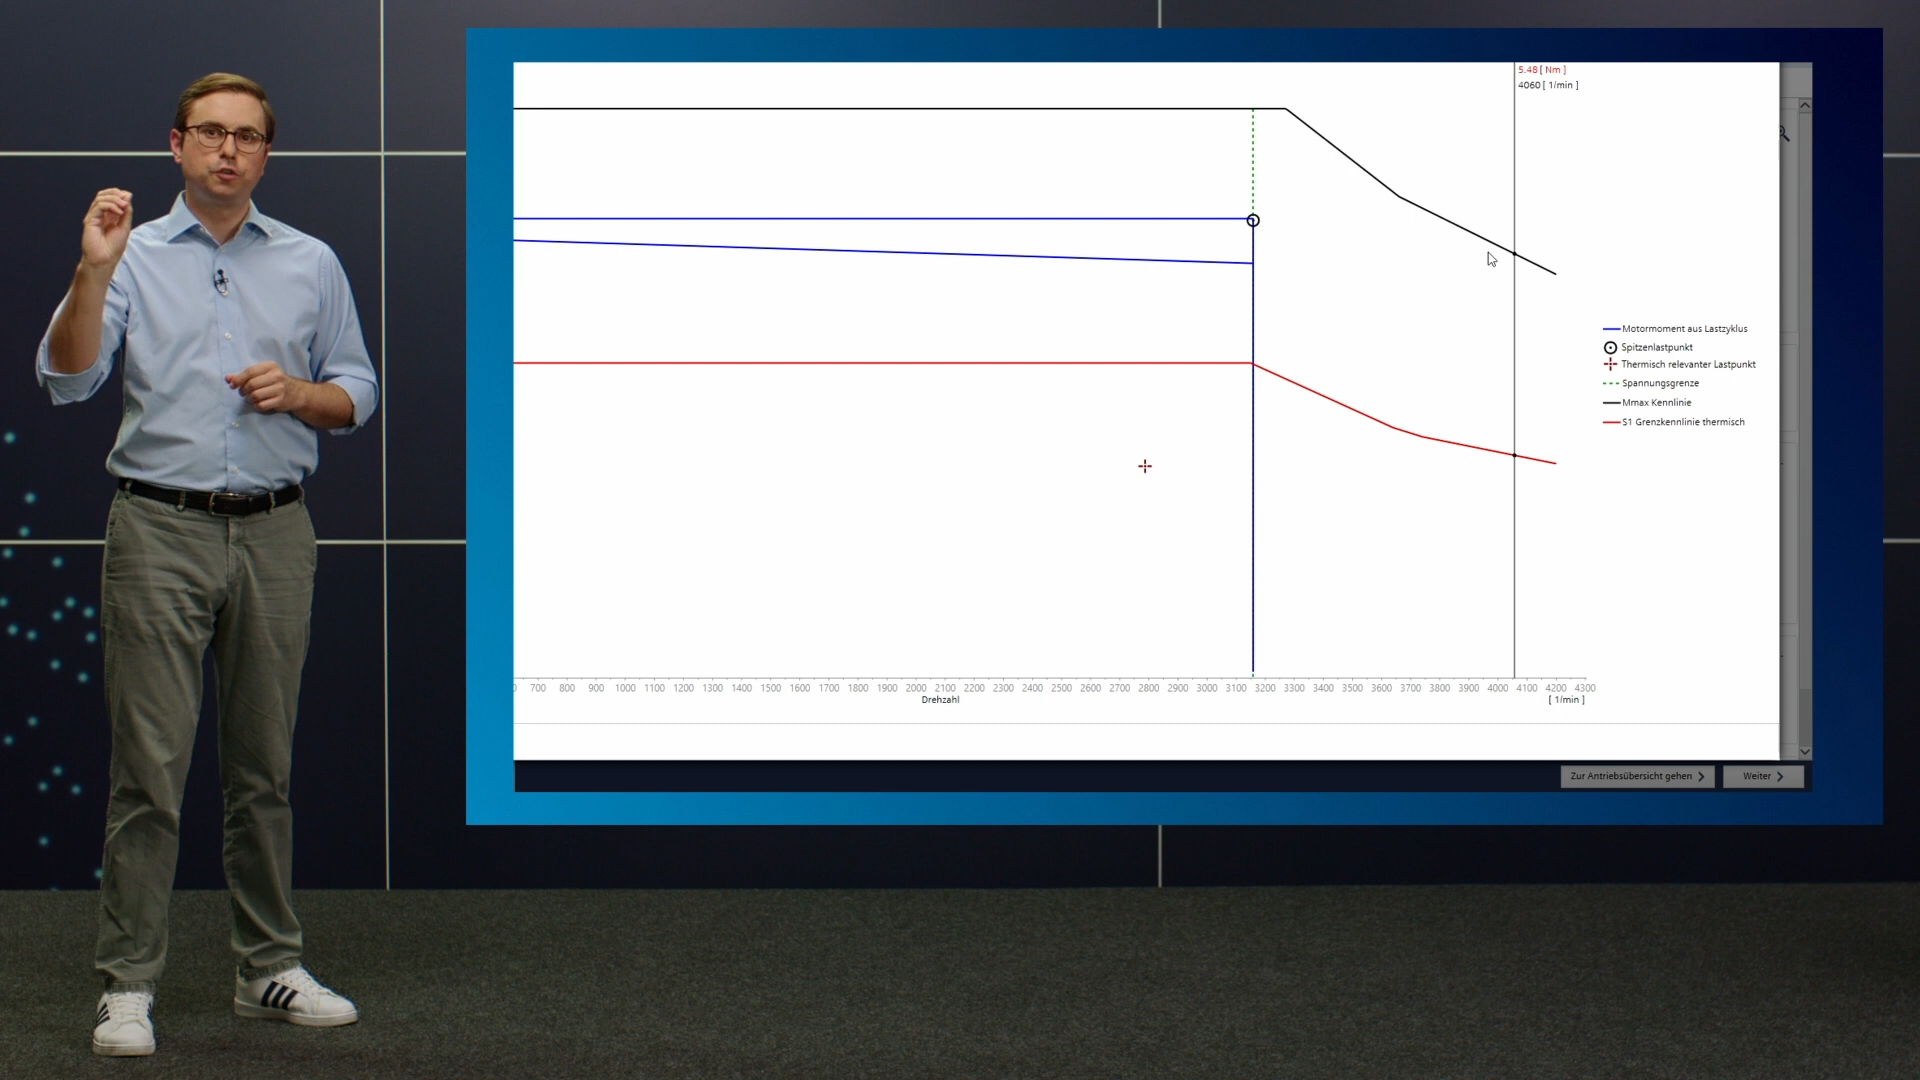 5.48 [ Nm ]
4060 [ 1/min ]
Motormoment aus Lastzyklus
Spitzenlastpunkt
Thermisch relevanter Lastpunkt
Spannungsgrenze
Mmax Kennlinie
S1 Grenzkennlinie thermisch
700 800 900 1000 1100 1200 1300 1400 1500 1600 1700 1800 1900 2000 2100 2200 2300 2400 2500 2600 2700 2800 2900 3000 3100 3200 3300 3400 3500 3600 3700 3800 3900 4000 4100 4200 4300
Drehzahl
[ 1/min ]
Zur Antriebsübersicht gehen
Weiter